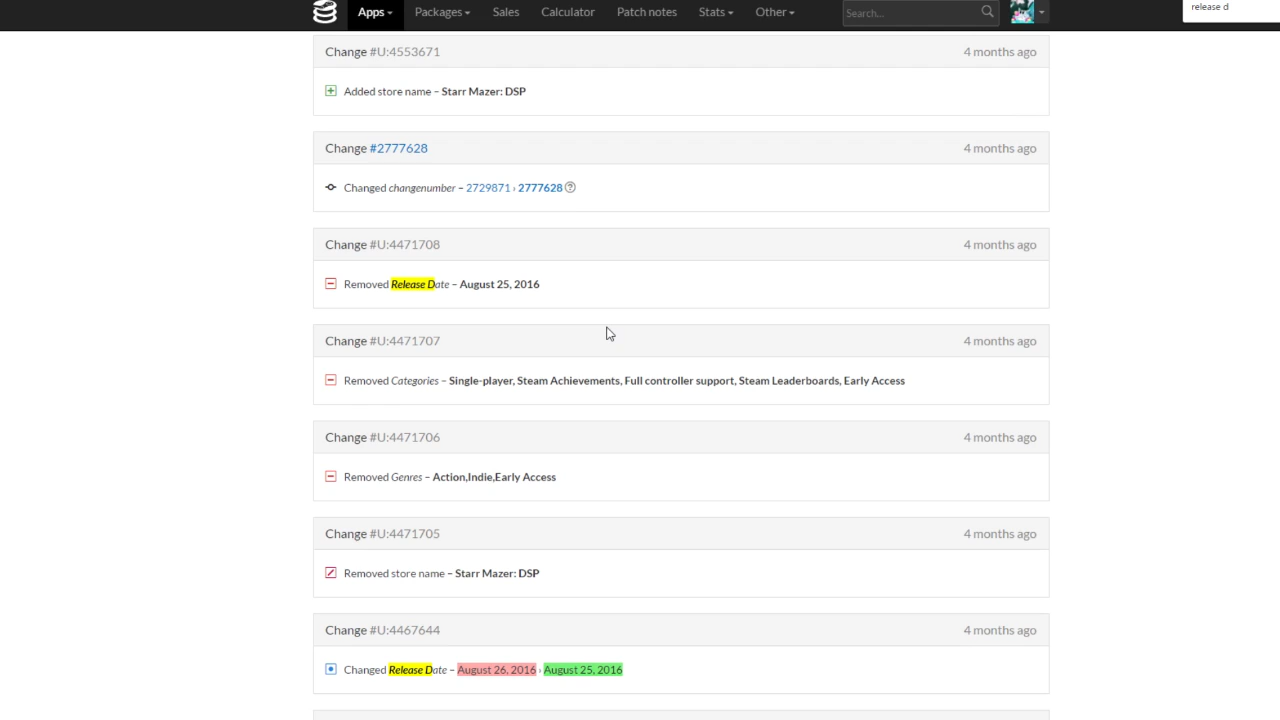 Apps Packages Sales Calculator Patch notes Stats Other Search... release d
Change #U:4553671 4 months ago
Added store name – Starr Mazer: DSP
Change #2777628 4 months ago
Changed changenumber – 2729871 › 2777628 ?
Change #U:4471708 4 months ago
Removed Release Date – August 25, 2016
Change #U:4471707 4 months ago
Removed Categories – Single-player, Steam Achievements, Full controller support, Steam Leaderboards, Early Access
Change #U:4471706 4 months ago
Removed Genres – Action,Indie,Early Access
Change #U:4471705 4 months ago
Removed store name – Starr Mazer: DSP
Change #U:4467644 4 months ago
Changed Release Date – August 26, 2016 › August 25, 2016